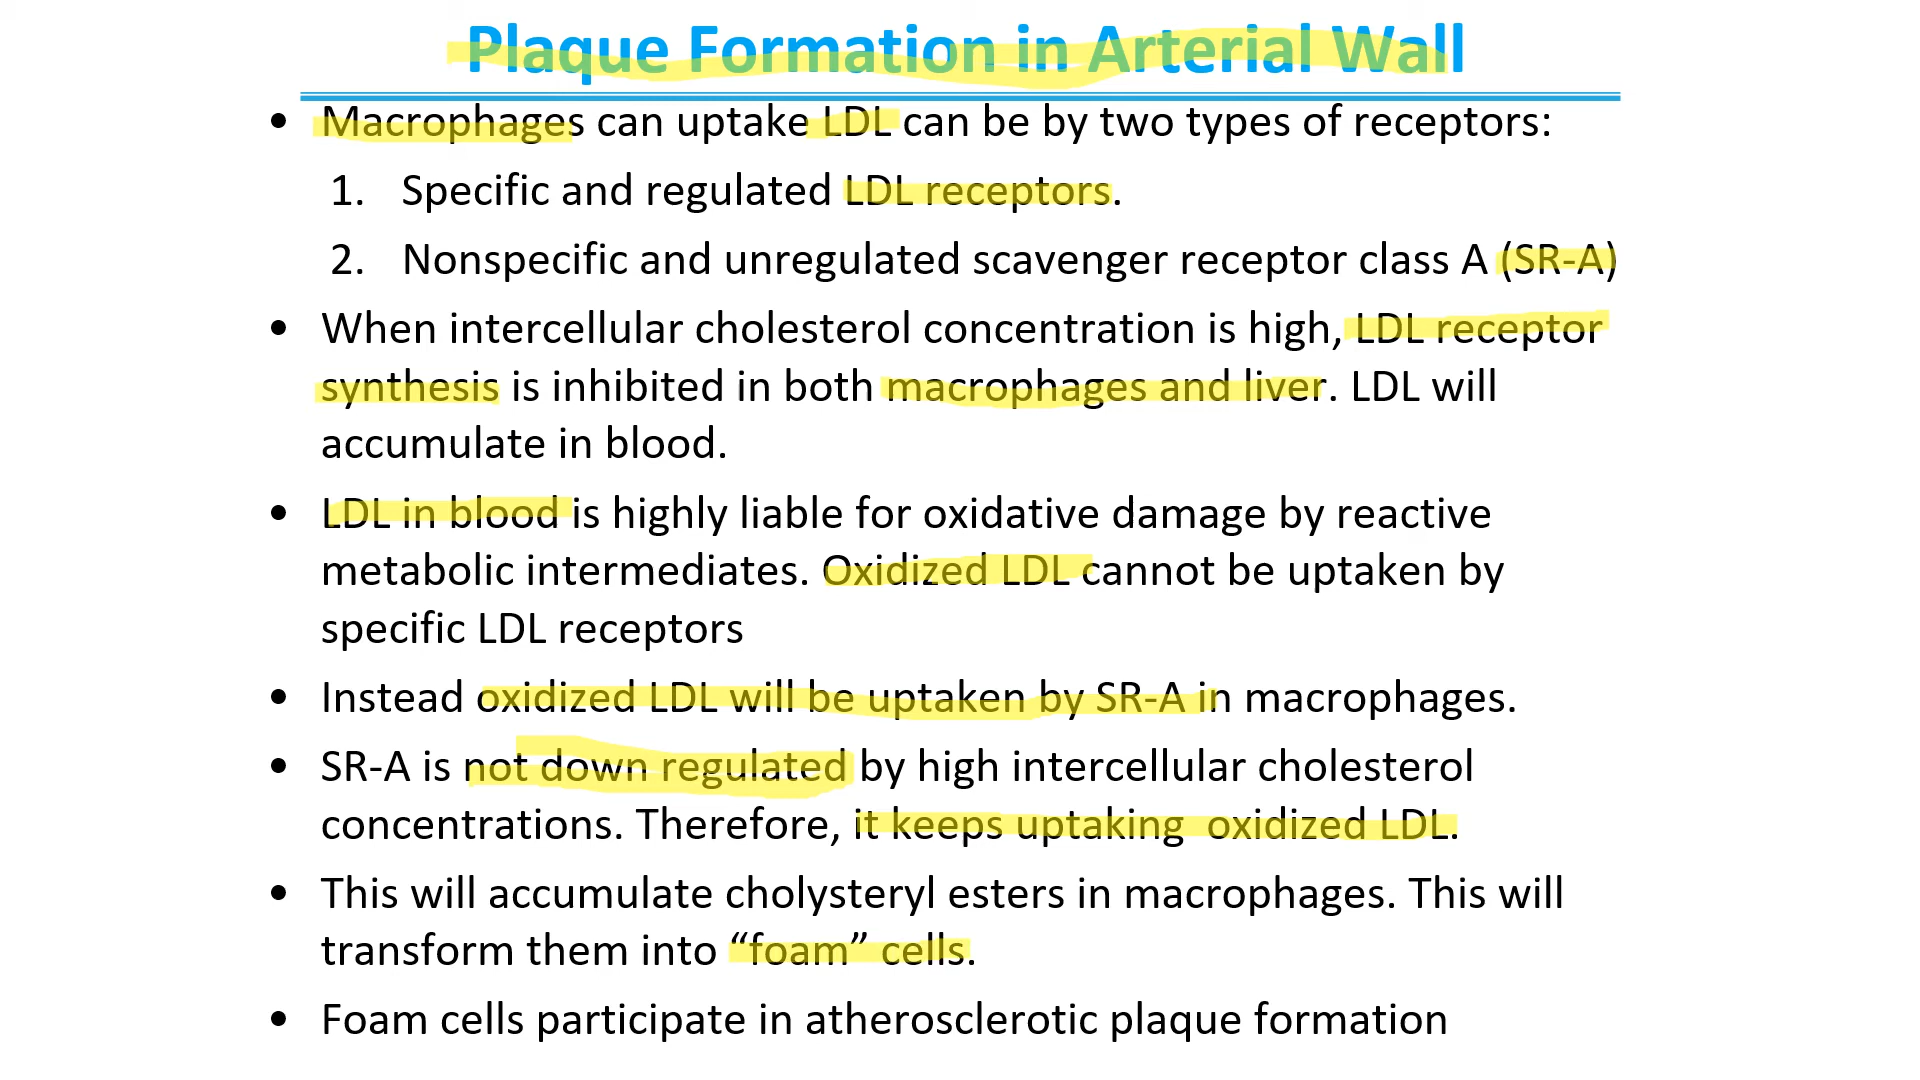 Plaque Formation in Arterial Wall
• Macrophages can uptake LDL can be by two types of receptors:
1. Specific and regulated LDL receptors.
2. Nonspecific and unregulated scavenger receptor class A (SR-A)
• When intercellular cholesterol concentration is high, LDL receptor
synthesis is inhibited in both macrophages and liver. LDL will
accumulate in blood.
• LDL in blood is highly liable for oxidative damage by reactive
metabolic intermediates. Oxidized LDL cannot be uptaken by
specific LDL receptors
• Instead oxidized LDL will be uptaken by SR-A in macrophages.
• SR-A is not down regulated by high intercellular cholesterol
concentrations. Therefore, it keeps uptaking  oxidized LDL.
• This will accumulate cholysteryl esters in macrophages. This will
transform them into “foam” cells.
• Foam cells participate in atherosclerotic plaque formation